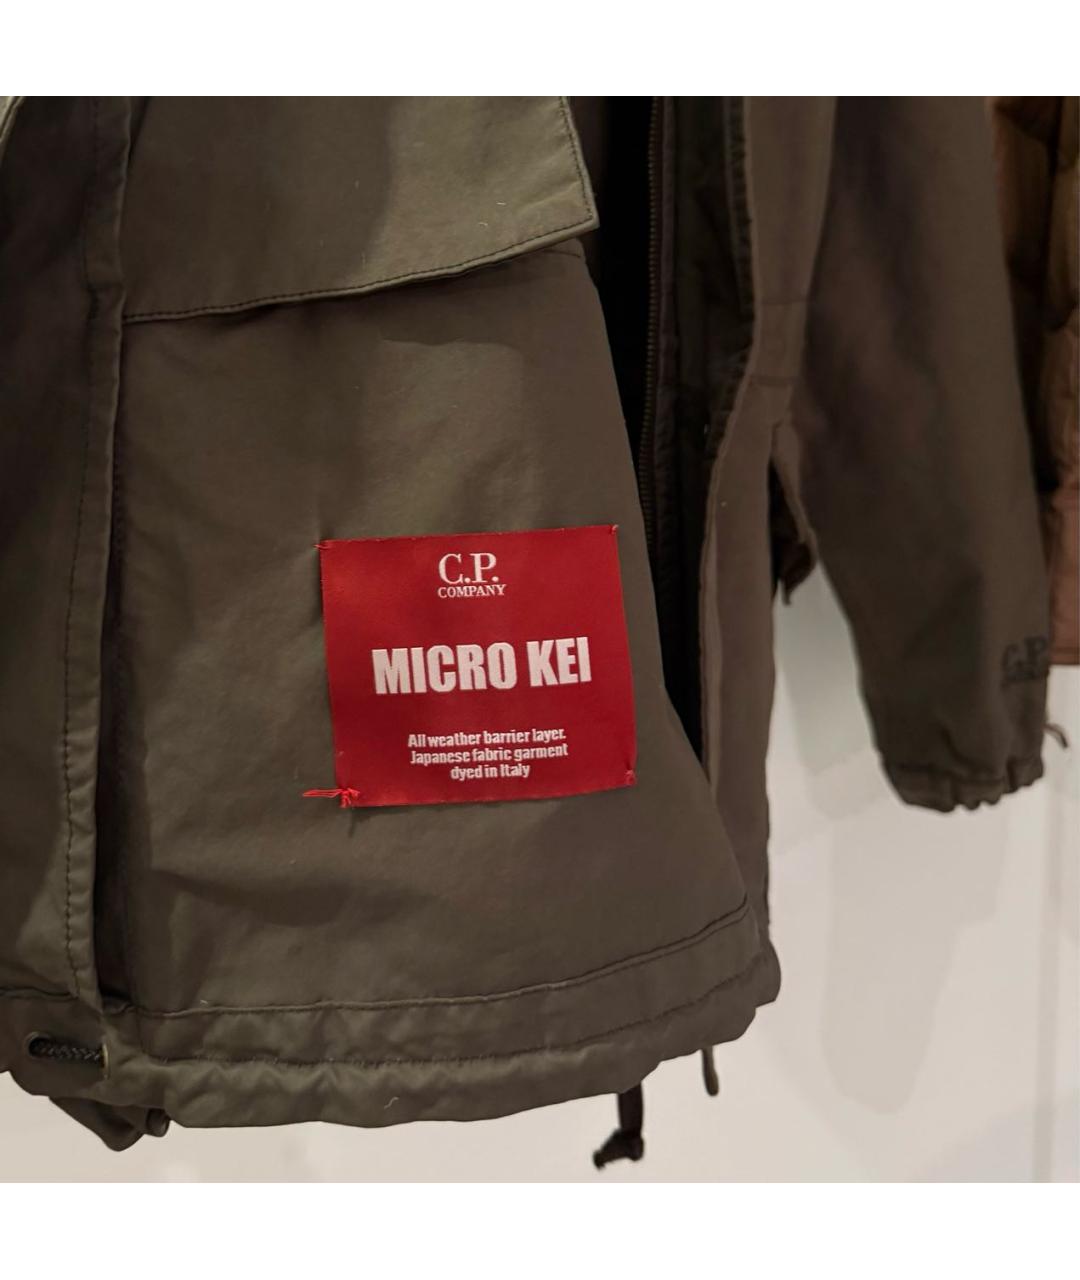 C.P.
COMPANY
MICRO KEI
All weather barrier layer.
Japanese fabric garment
dyed in Italy
C.P.